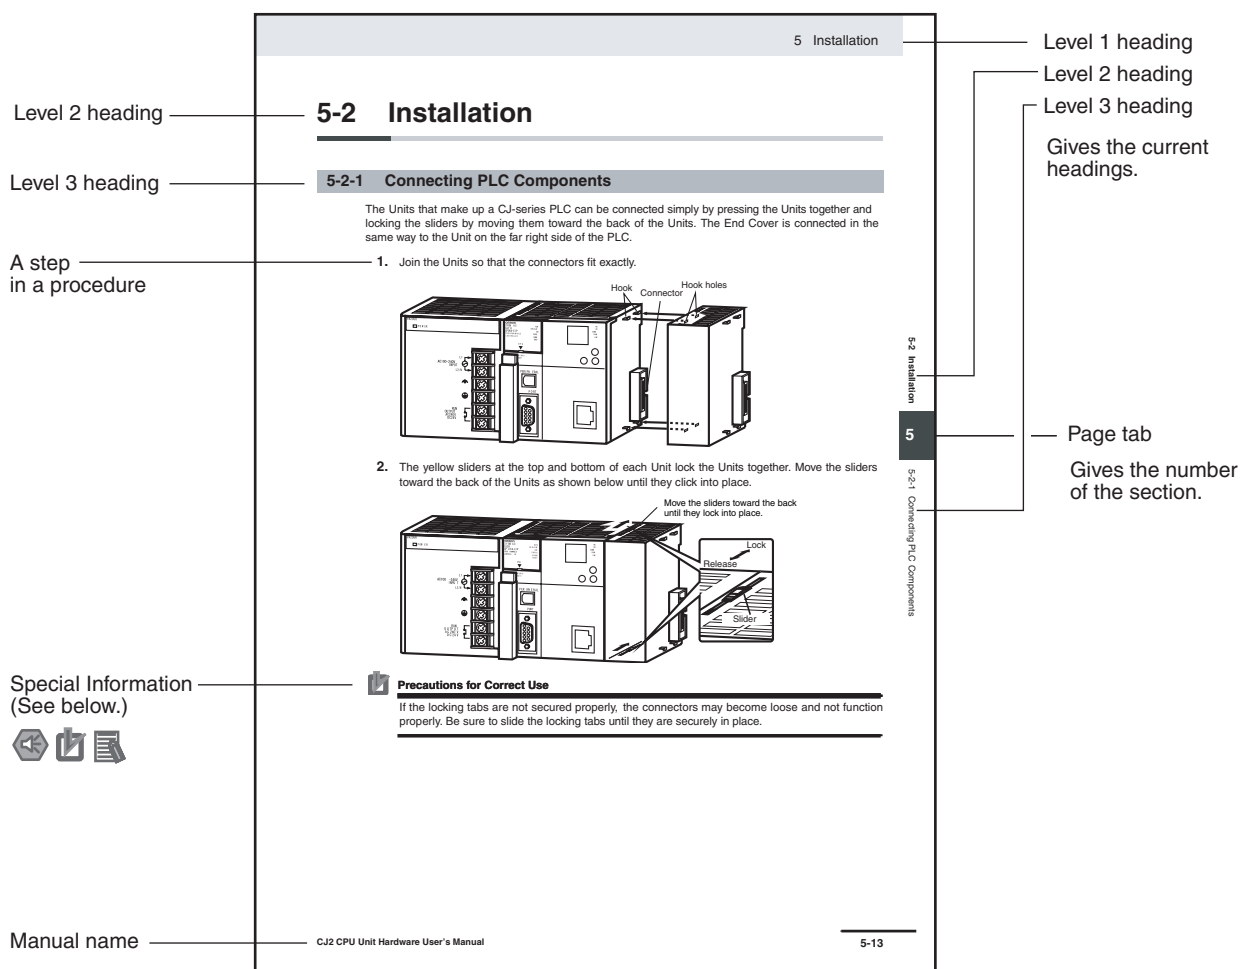 5 Installation
Level 1 heading
Level 2 heading
Level 3 heading
Gives the current
headings.
Level 2 heading
5-2 Installation
Level 3 heading
5-2-1 Connecting PLC Components
The Units that make up a CJ-series PLC can be connected simply by pressing the Units together and
locking the sliders by moving them toward the back of the Units. The End Cover is connected in the
same way to the Unit on the far right side of the PLC.
A step
in a procedure
1. Join the Units so that the connectors fit exactly.
Hook
Connector
Hook holes
5-2 Installation
5
Page tab
Gives the number
of the section.
5-2-1 Connecting PLC Components
2. The yellow sliders at the top and bottom of each Unit lock the Units together. Move the sliders
toward the back of the Units as shown below until they click into place.
Move the sliders toward the back
until they lock into place.
Lock
Release
Slider
Special Information
(See below.)
Precautions for Correct Use
If the locking tabs are not secured properly, the connectors may become loose and not function
properly. Be sure to slide the locking tabs until they are securely in place.
Manual name
CJ2 CPU Unit Hardware User's Manual
5-13